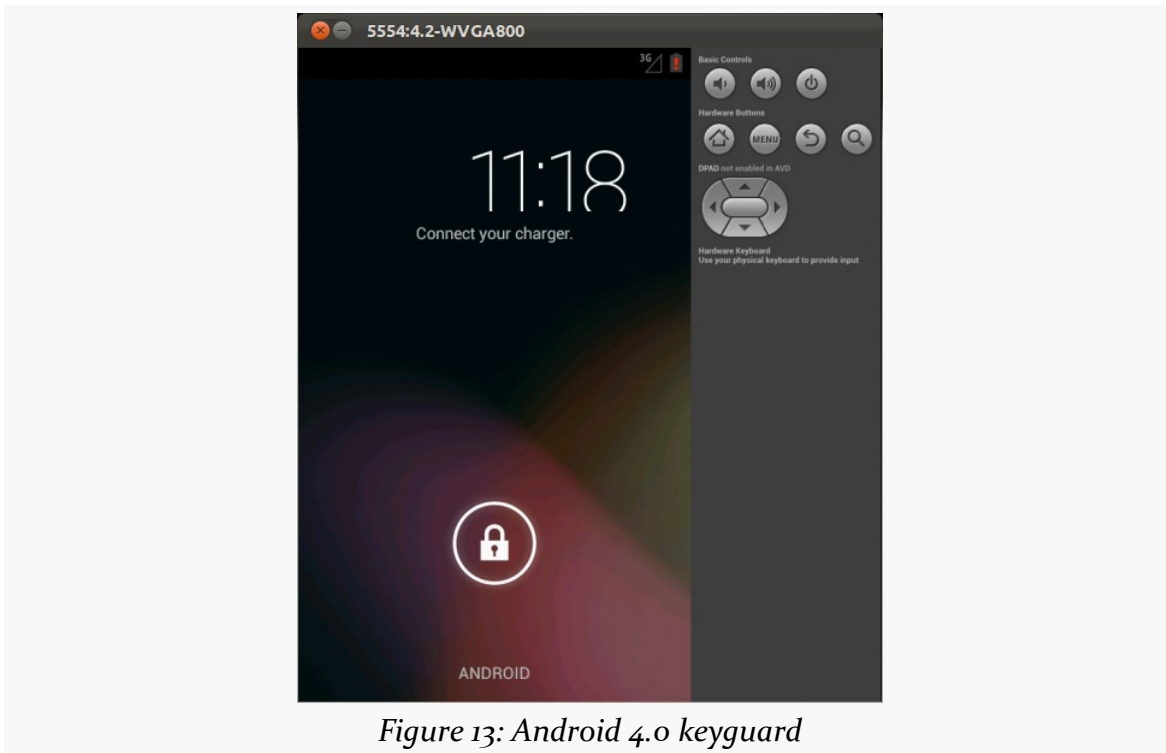 5554:4.2-WVGA800
3G
11:18
Connect your charger.
ANDROID
Basic Controls
Hardware Buttons
MENU
DPAD not enabled in AVD
Hardware Keyboard
Use your physical keyboard to provide input
Figure 13: Android 4.0 keyguard